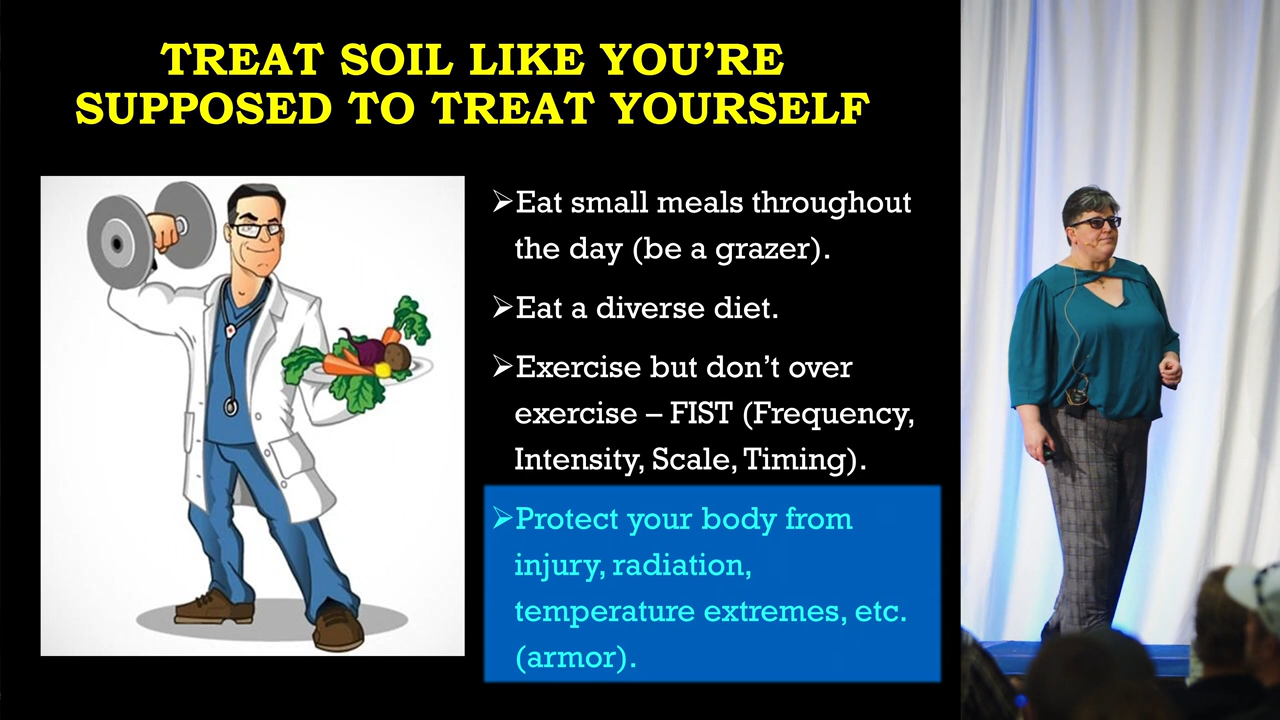 TREAT SOIL LIKE YOU’RE
SUPPOSED TO TREAT YOURSELF
➢Eat small meals throughout
the day (be a grazer).
➢Eat a diverse diet.
➢Exercise but don’t over
exercise – FIST (Frequency,
Intensity, Scale, Timing).
➢Protect your body from
injury, radiation,
temperature extremes, etc.
(armor).